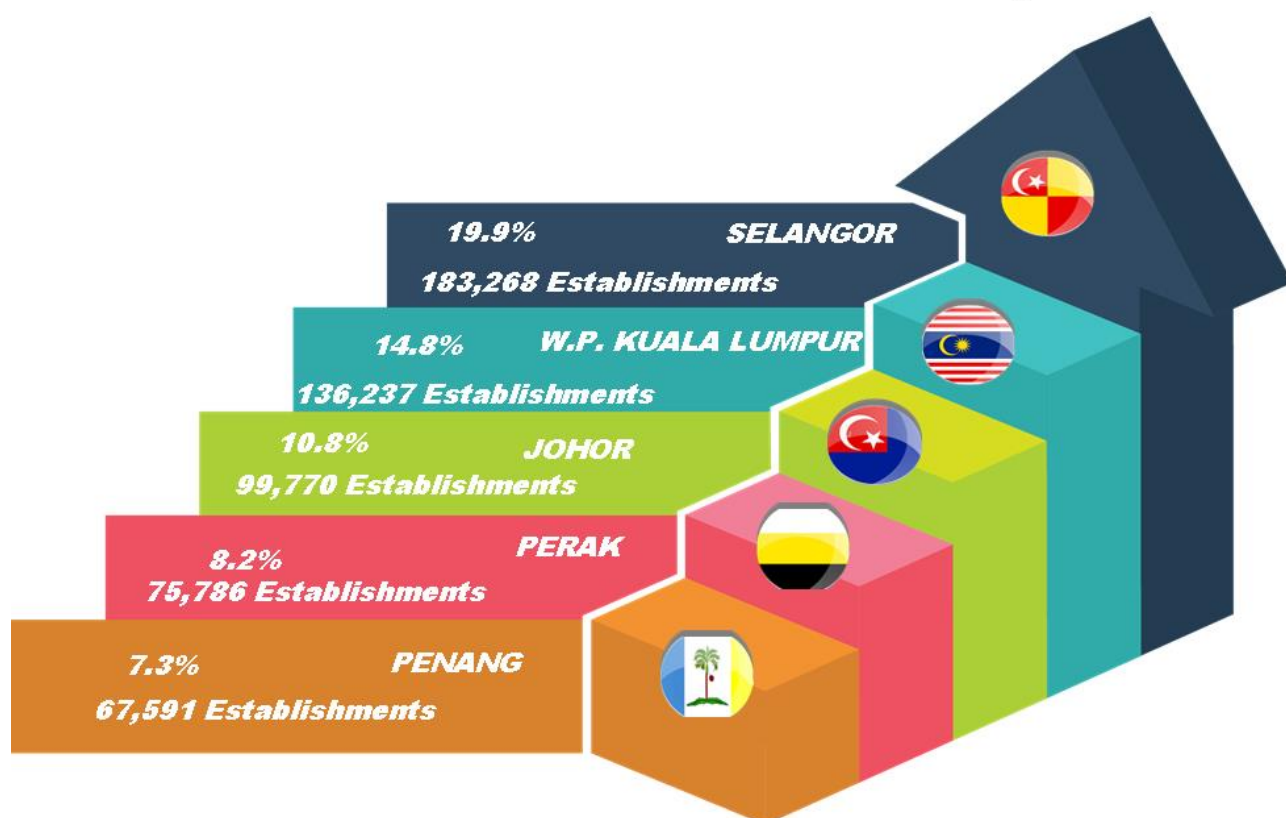 19.9% SELANGOR
183,268 Establishments
14.8% W.P. KUALA LUMPUR
136,237 Establishments
10.8% JOHOR
99,770 Establishments
8.2% PERAK
75,786 Establishments
7.3% PENANG
67,591 Establishments